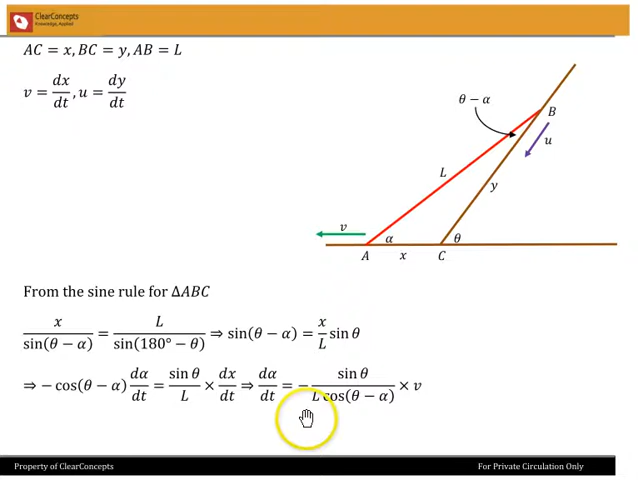 ClearConcepts
Knowledge, Applied
AC = x, BC = y, AB = L
v = dx/dt, u = dy/dt
θ − α
B
u
L
y
v
α
θ
A
x
C
From the sine rule for ΔABC
x/sin(θ − α) = L/sin(180° − θ) ⇒ sin(θ − α) = x/L sin θ
⇒ − cos(θ − α) dα/dt = sin θ/L × dx/dt ⇒ dα/dt = − sin θ/L cos(θ − α) × v
Property of ClearConcepts
For Private Circulation Only